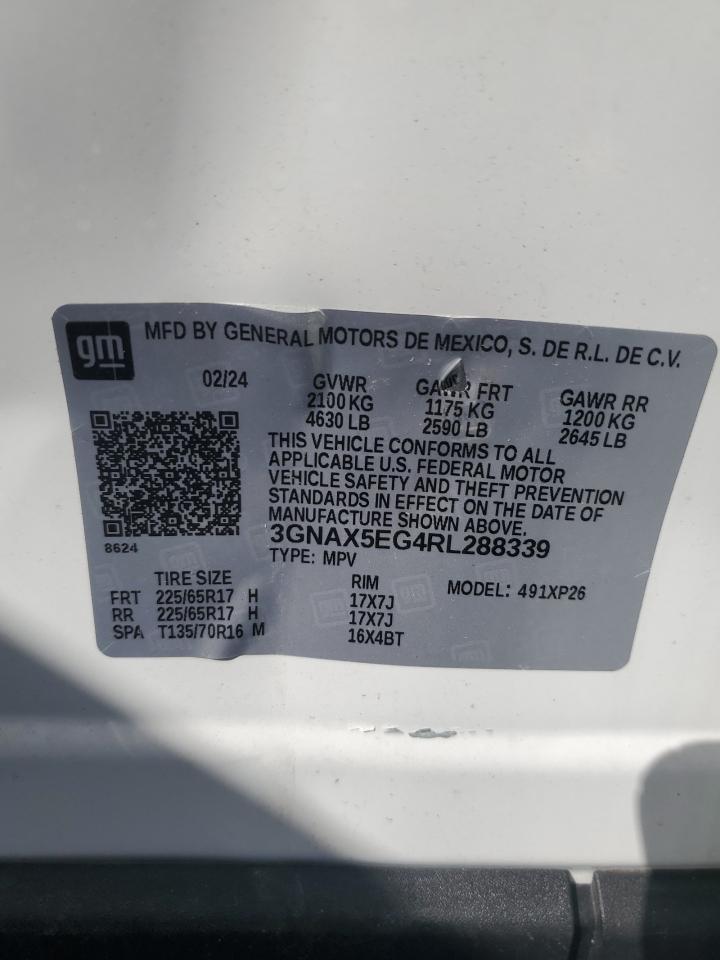 gm MFD BY GENERAL MOTORS DE MEXICO, S. DE R.L. DE C.V.
02/24 GVWR GAWR FRT GAWR RR
2100 KG 1175 KG 1200 KG
4630 LB 2590 LB 2645 LB
THIS VEHICLE CONFORMS TO ALL
APPLICABLE U.S. FEDERAL MOTOR
VEHICLE SAFETY AND THEFT PREVENTION
STANDARDS IN EFFECT ON THE DATE OF
MANUFACTURE SHOWN ABOVE.
8624 3GNAX5EG4RL288339
TYPE: MPV
TIRE SIZE RIM MODEL: 491XP26
FRT 225/65R17 H 17X7J
RR 225/65R17 H 17X7J
SPA T135/70R16 M 16X4BT